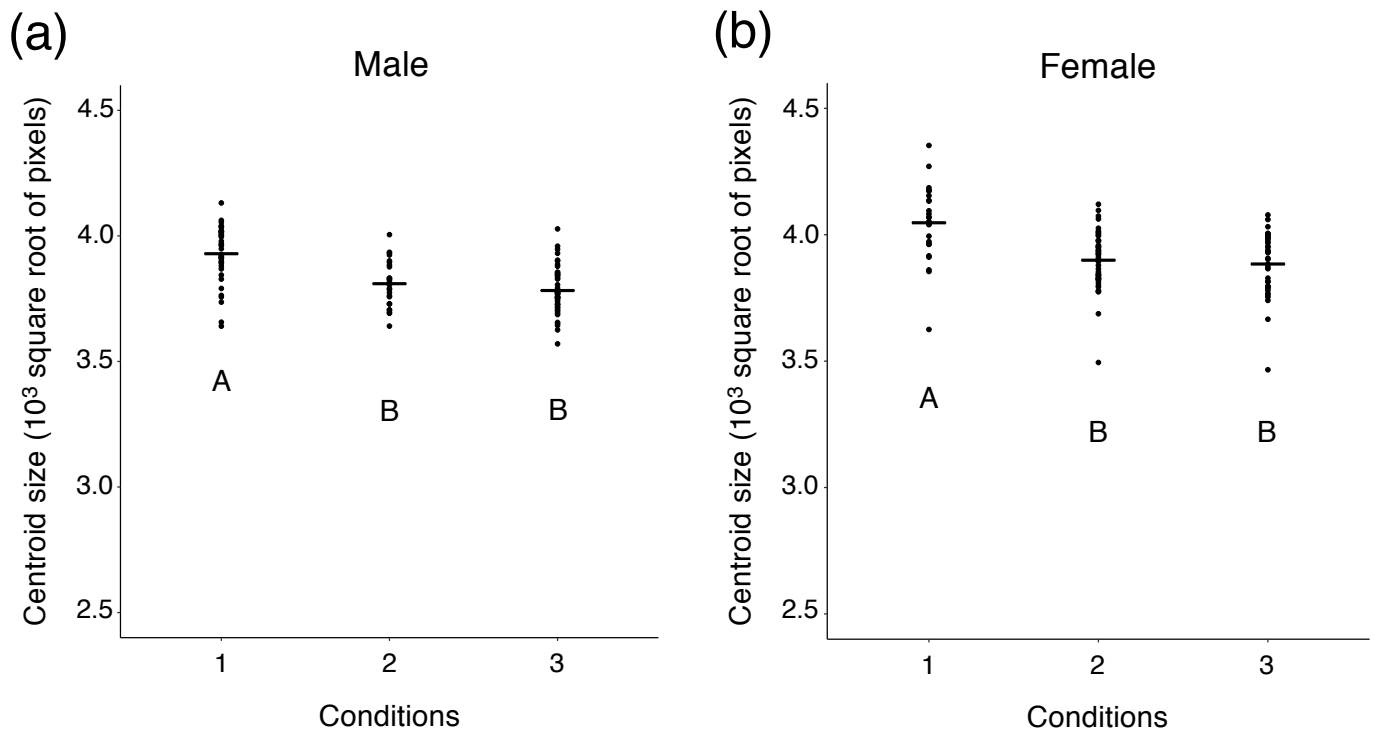 (a)
Male
Centroid size (10³ square root of pixels)
4.5
4.0
3.5
3.0
2.5
A
B
B
1
2
3
Conditions
(b)
Female
Centroid size (10³ square root of pixels)
4.5
4.0
3.5
3.0
2.5
A
B
B
1
2
3
Conditions